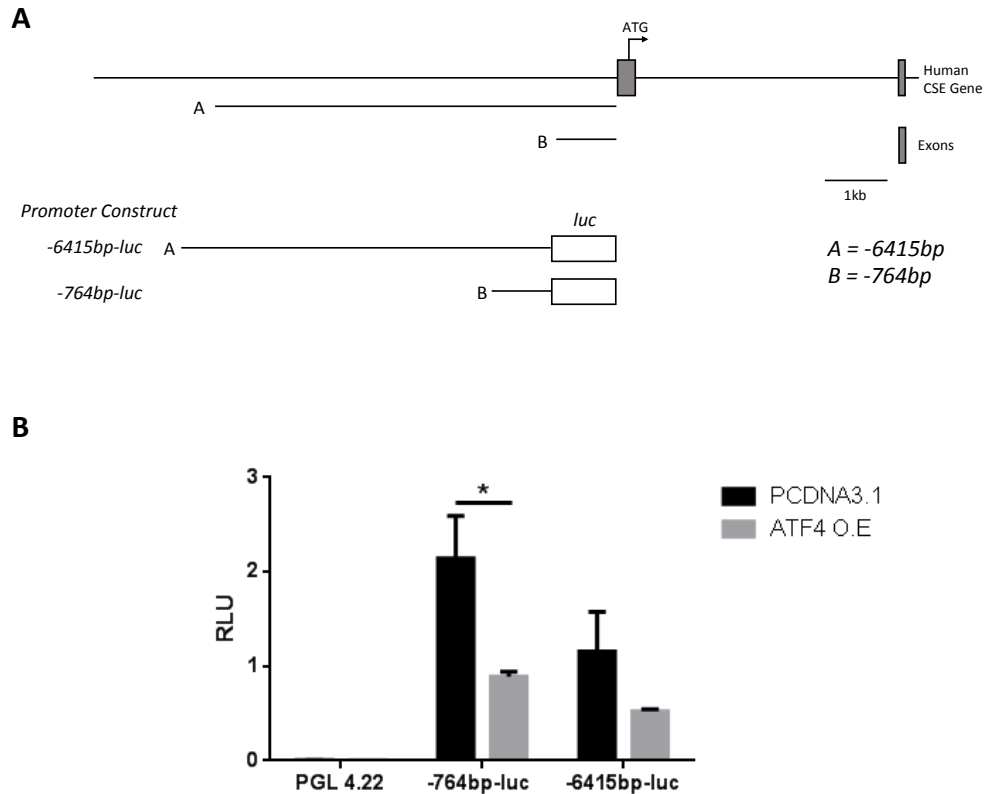 A
ATG
Human
CSE Gene
A
B
Exons
1kb
Promoter Construct
luc
-6415bp-luc
A
A = -6415bp
-764bp-luc
B
B = -764bp
B
3
*
PCDNA3.1
ATF4 O.E
2
RLU
1
0
PGL 4.22
-764bp-luc
-6415bp-luc